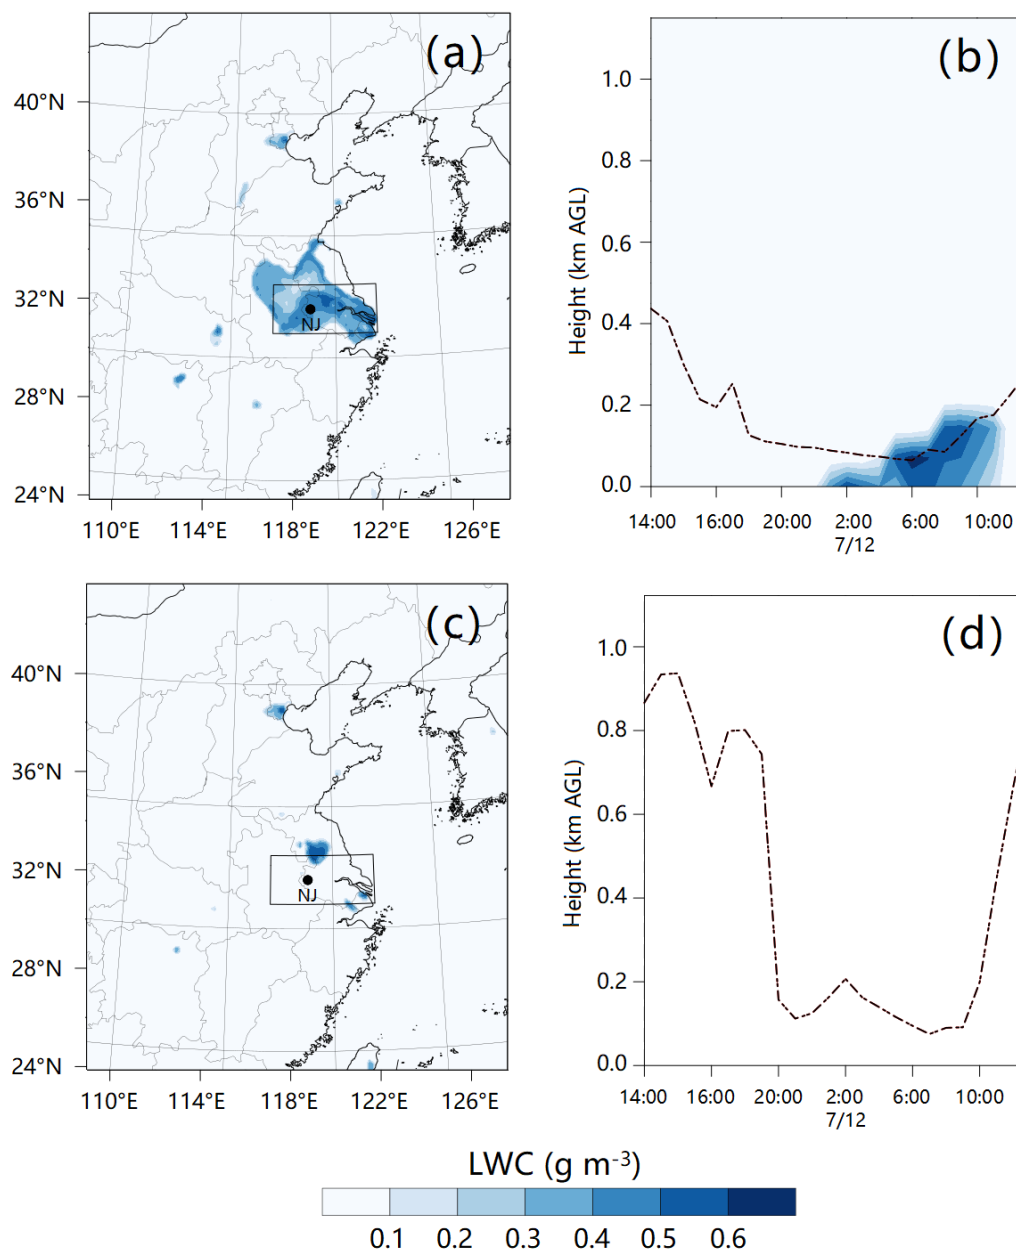 (a)
40°N
36°N
32°N
28°N
24°N
NJ
110°E 114°E 118°E 122°E 126°E
(b)
Height (km AGL)
1.0
0.8
0.6
0.4
0.2
0.0
14:00 16:00 20:00 2:00 6:00 10:00
7/12
(c)
40°N
36°N
32°N
28°N
24°N
NJ
110°E 114°E 118°E 122°E 126°E
(d)
Height (km AGL)
1.0
0.8
0.6
0.4
0.2
0.0
14:00 16:00 20:00 2:00 6:00 10:00
7/12
LWC (g m⁻³)
0.1 0.2 0.3 0.4 0.5 0.6